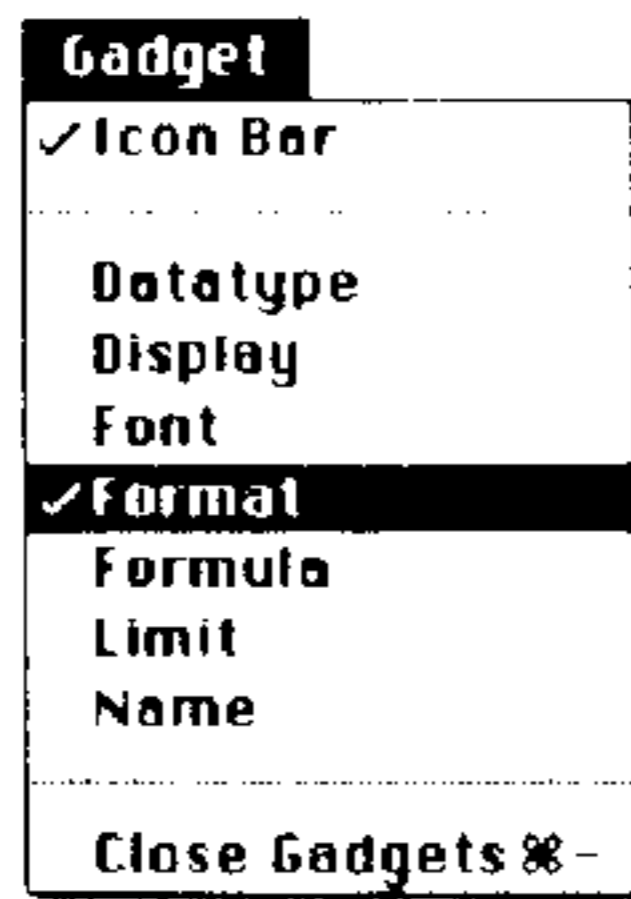 Gadget
✓Icon Bar
Datatype
Display
Font
✓Format
Formula
Limit
Name
Close Gadgets ⌘-